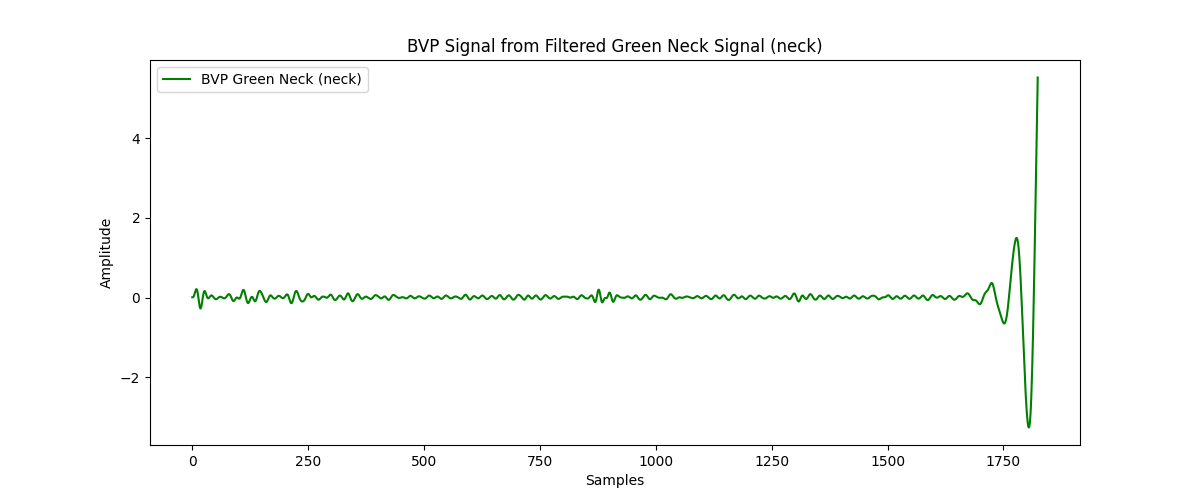 BVP Signal from Filtered Green Neck Signal (neck)
BVP Green Neck (neck)
4
2
0
−2
Amplitude
0 250 500 750 1000 1250 1500 1750
Samples